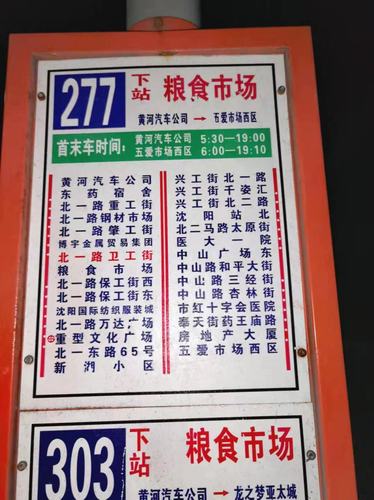 277 下站 粮食市场
黄河汽车公司 → 五爱市场西区
首末车时间: 黄河汽车公司 5:30—19:00
五爱市场西区 6:00—19:10
黄河汽车公司
东药宿舍
北一路重工街
北一路钢材市场
北一路肇工街
博宇金属贸易集团
北一路卫工街
粮食市场
北一路保工街西
北一路保工街东
沈阳国际纺织服装城
北一路万达广场
重型文化广场
北一东路65号
新湖小区
兴工街北一路
兴工街千姿汇
兴工街北二路
沈阳站北
北二马路太原街
医大一院
中山广场东
中山路和平大街
中山路三经街
中山路杏林街
市红十字会医院
奉天街药王庙路
房地产大厦
五爱市场西区
303 下站 粮食市场
黄河汽车公司 → 龙之梦亚太城